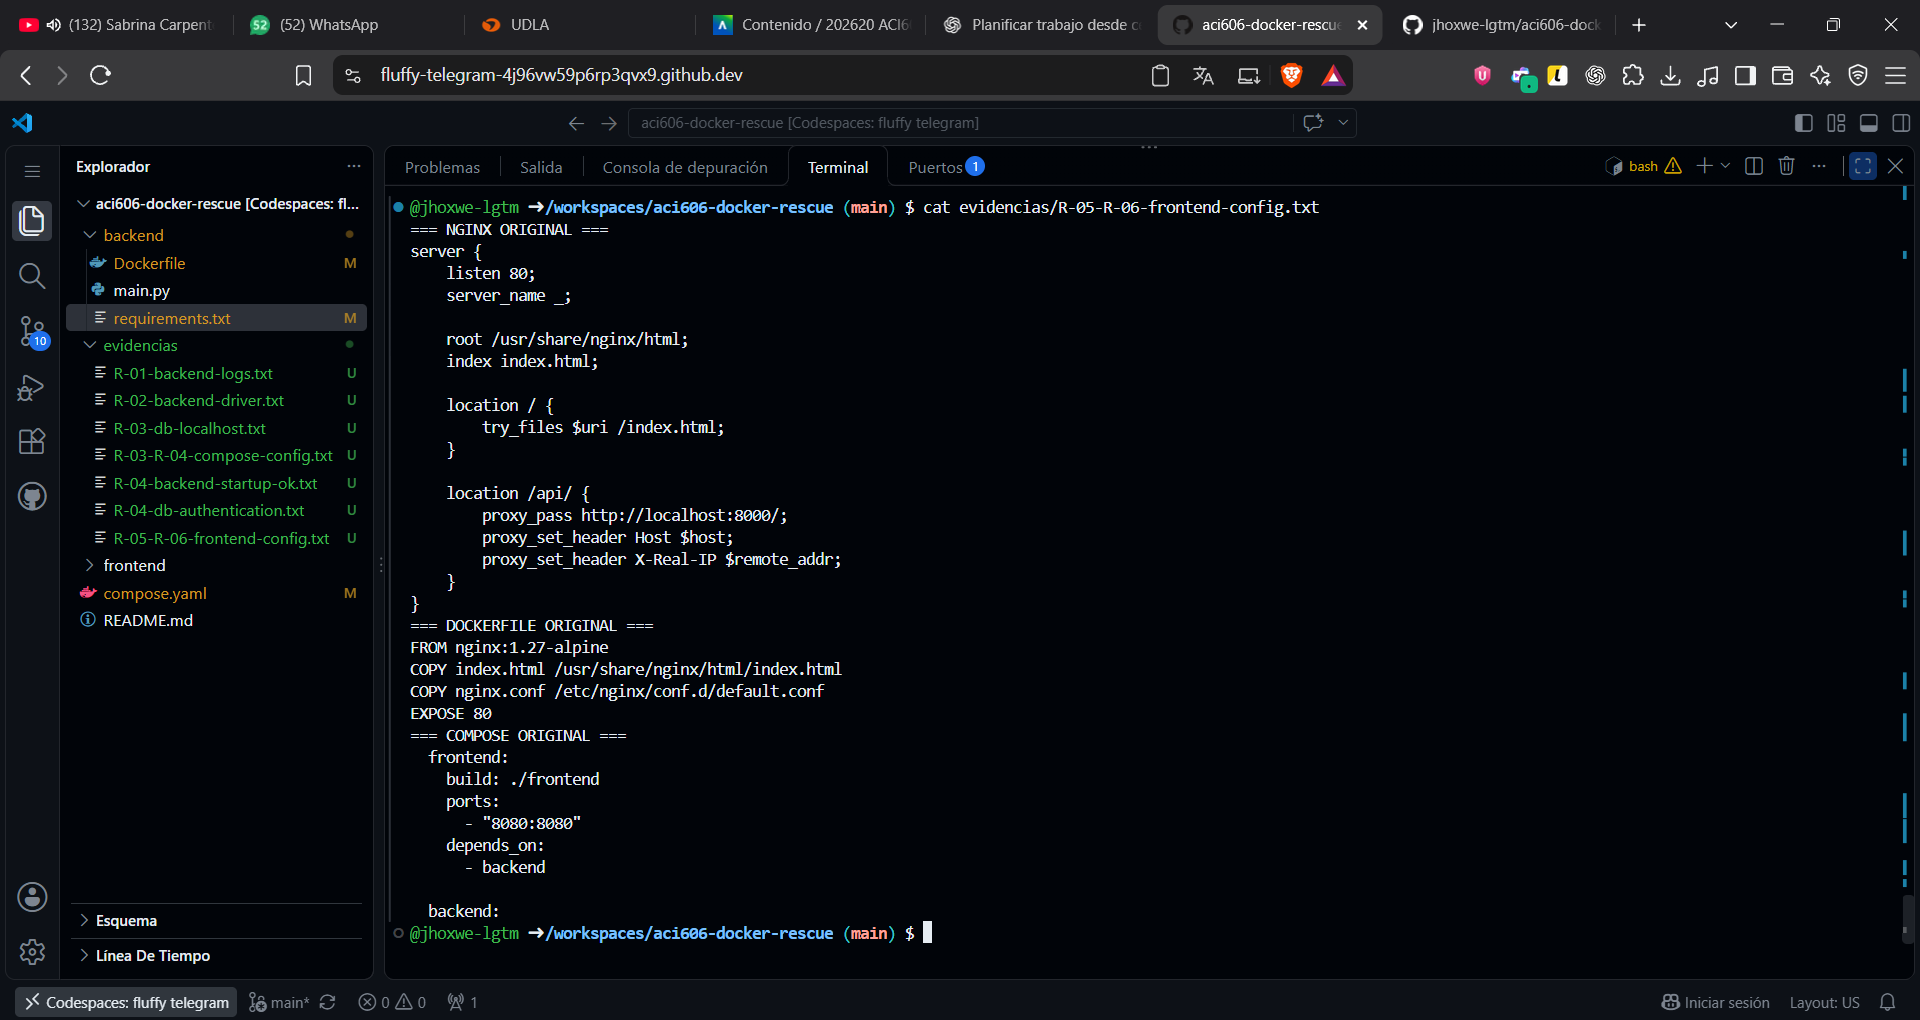 (132) Sabrina Carpent
52
(52) WhatsApp
UDLA
Contenido / 202620 ACI6
Planificar trabajo desde c
aci606-docker-rescue
jhoxwe-lgtm/aci606-dock
fluffy-telegram-4j96vw59p6rp3qvx9.github.dev
aci606-docker-rescue [Codespaces: fluffy telegram]
Explorador
aci606-docker-rescue [Codespaces: fl...
backend
Dockerfile M
main.py
requirements.txt M
evidencias
R-01-backend-logs.txt U
R-02-backend-driver.txt U
R-03-db-localhost.txt U
R-03-R-04-compose-config.txt U
R-04-backend-startup-ok.txt U
R-04-db-authentication.txt U
R-05-R-06-frontend-config.txt U
frontend
compose.yaml M
README.md
10
Esquema
Línea De Tiempo
Problemas
Salida
Consola de depuración
Terminal
Puertos 1
bash
@jhoxwe-lgtm ➜/workspaces/aci606-docker-rescue (main) $ cat evidencias/R-05-R-06-frontend-config.txt
=== NGINX ORIGINAL ===
server {
    listen 80;
    server_name _;
    root /usr/share/nginx/html;
    index index.html;
    location / {
        try_files $uri /index.html;
    }
    location /api/ {
        proxy_pass http://localhost:8000/;
        proxy_set_header Host $host;
        proxy_set_header X-Real-IP $remote_addr;
    }
}
=== DOCKERFILE ORIGINAL ===
FROM nginx:1.27-alpine
COPY index.html /usr/share/nginx/html/index.html
COPY nginx.conf /etc/nginx/conf.d/default.conf
EXPOSE 80
=== COMPOSE ORIGINAL ===
  frontend:
    build: ./frontend
    ports:
      - "8080:8080"
    depends_on:
      - backend
  backend:
@jhoxwe-lgtm ➜/workspaces/aci606-docker-rescue (main) $
Codespaces: fluffy telegram
main*
0
0
1
Iniciar sesión
Layout: US